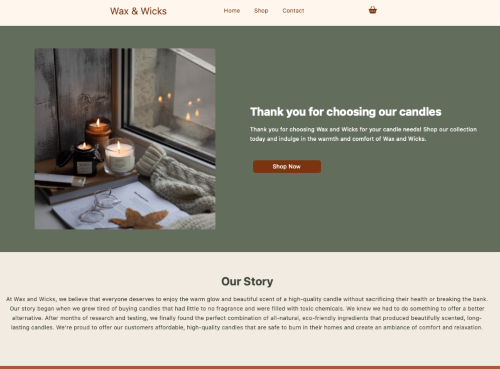 Wax & Wicks
Home Shop Contact
Thank you for choosing our candles
Thank you for choosing Wax and Wicks for your candle needs! Shop our collection
today and indulge in the warmth and comfort of Wax and Wicks.
Shop Now
Our Story
At Wax and Wicks, we believe that everyone deserves to enjoy the warm glow and beautiful scent of a high-quality candle without sacrificing their health or breaking the bank.
Our story began when we grew tired of buying candles that had little to no fragrance and were filled with toxic chemicals. We knew we had to do something to offer a better
alternative. After months of research and testing, we finally found the perfect combination of all-natural, eco-friendly ingredients that produced beautifully scented, long-
lasting candles. We're proud to offer our customers affordable, high-quality candles that are safe to burn in their homes and create an ambiance of comfort and relaxation.